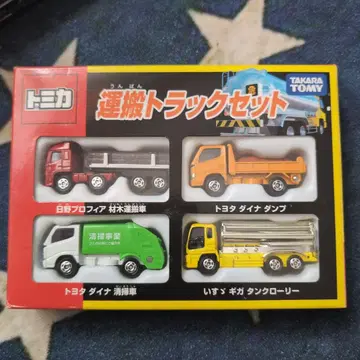 トミカ
うんぱん
運搬トラックセット
TAKARA
TOMY
日野プロフィア 材木運搬車
トヨタ ダイナ ダンプ
清掃事業
トヨタ ダイナ 清掃車
いすゞ ギガ タンクローリー